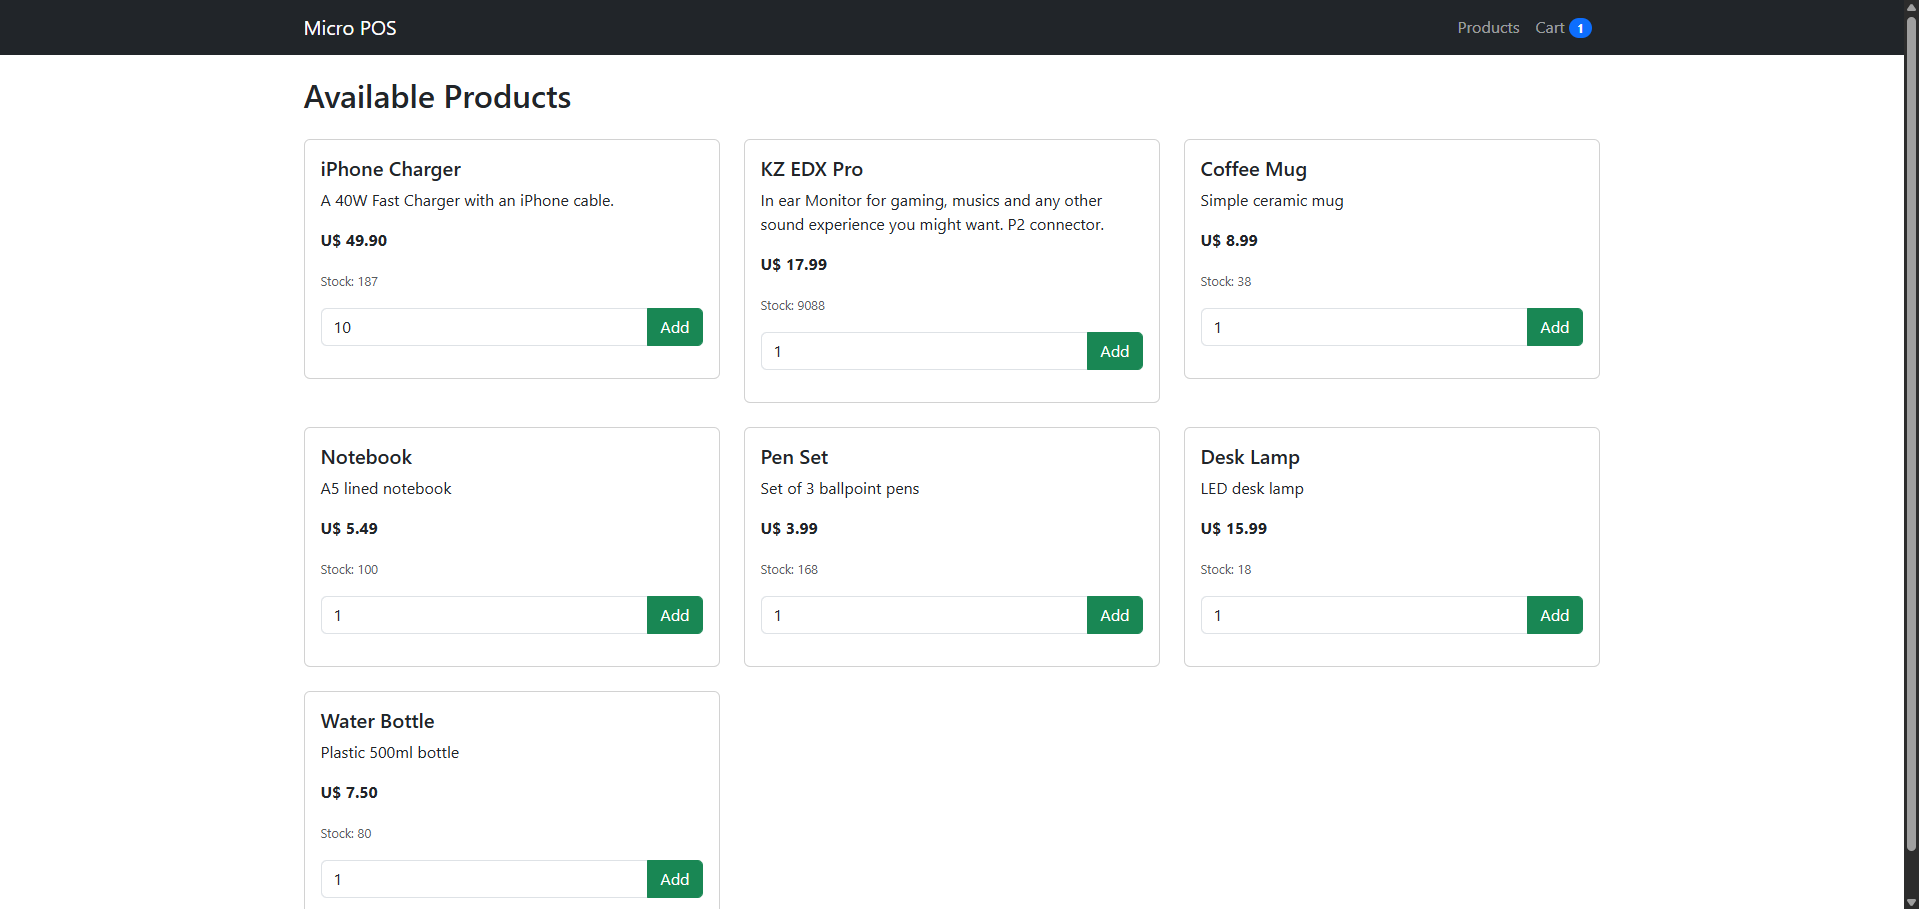 Micro POS
Products Cart 1
Available Products
iPhone Charger
A 40W Fast Charger with an iPhone cable.
U$ 49.90
Stock: 187
10 Add
KZ EDX Pro
In ear Monitor for gaming, musics and any other
sound experience you might want. P2 connector.
U$ 17.99
Stock: 9088
1 Add
Coffee Mug
Simple ceramic mug
U$ 8.99
Stock: 38
1 Add
Notebook
A5 lined notebook
U$ 5.49
Stock: 100
1 Add
Pen Set
Set of 3 ballpoint pens
U$ 3.99
Stock: 168
1 Add
Desk Lamp
LED desk lamp
U$ 15.99
Stock: 18
1 Add
Water Bottle
Plastic 500ml bottle
U$ 7.50
Stock: 80
1 Add